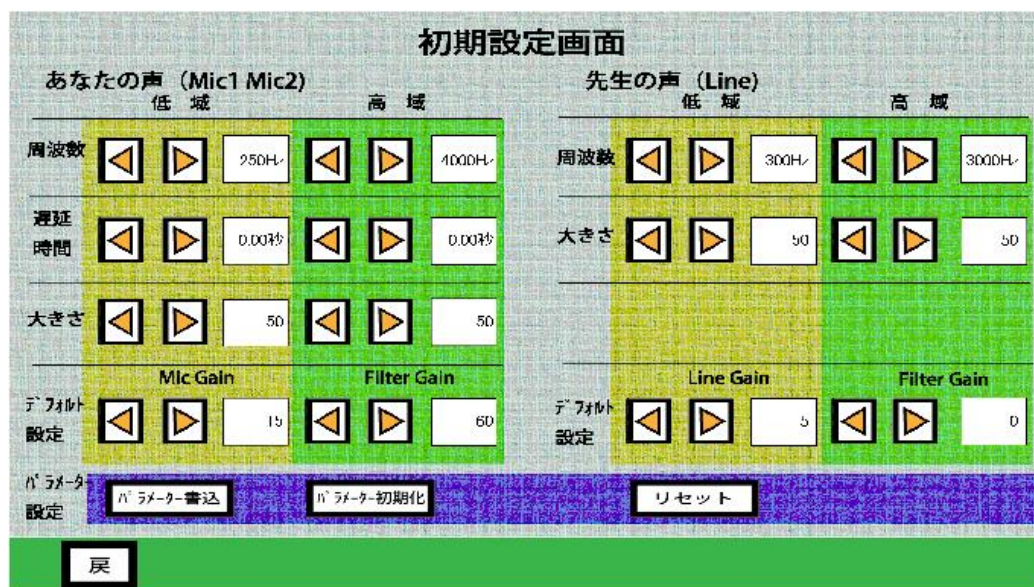 初期設定画面
あなたの声 (Mic1 Mic2)
低 域 高 域
周波数 250Hz 4000Hz
遅延
時間 0.00秒 0.00秒
大きさ 50 50
Mic Gain Filter Gain
デフォルト
設定 15 60
先生の声 (Line)
低 域 高 域
周波数 300Hz 3000Hz
大きさ 50 50
Line Gain Filter Gain
デフォルト
設定 5 0
パラメーター
設定 パラメーター書込 パラメーター初期化 リセット
戻